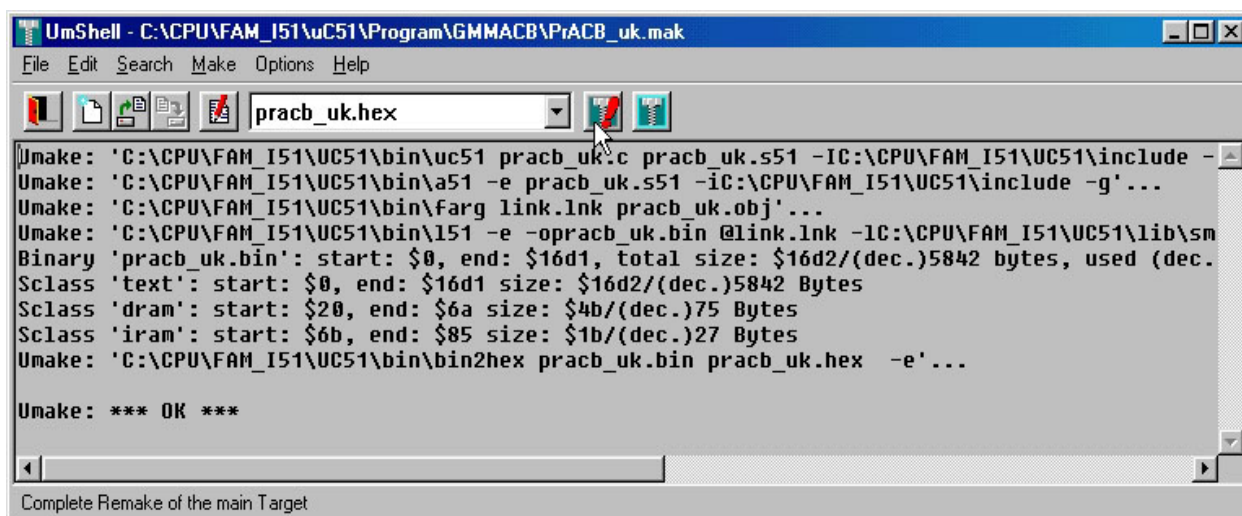 UmShell - C:\CPU\FAM_I51\uC51\Program\GMMACB\PrACB_uk.mak
File Edit Search Make Options Help
pracb_uk.hex
Umake: 'C:\CPU\FAM_I51\UC51\bin\uc51 pracb_uk.c pracb_uk.s51 -IC:\CPU\FAM_I51\UC51\include -
Umake: 'C:\CPU\FAM_I51\UC51\bin\a51 -e pracb_uk.s51 -iC:\CPU\FAM_I51\UC51\include -g'...
Umake: 'C:\CPU\FAM_I51\UC51\bin\farg link.lnk pracb_uk.obj'...
Umake: 'C:\CPU\FAM_I51\UC51\bin\l51 -e -opracb_uk.bin @link.lnk -lC:\CPU\FAM_I51\UC51\lib\sm
Binary 'pracb_uk.bin': start: $0, end: $16d1, total size: $16d2/(dec.)5842 bytes, used (dec.
Sclass 'text': start: $0, end: $16d1 size: $16d2/(dec.)5842 Bytes
Sclass 'dram': start: $20, end: $6a size: $4b/(dec.)75 Bytes
Sclass 'iram': start: $6b, end: $85 size: $1b/(dec.)27 Bytes
Umake: 'C:\CPU\FAM_I51\UC51\bin\bin2hex pracb_uk.bin pracb_uk.hex  -e'...
Umake: *** OK ***
Complete Remake of the main Target